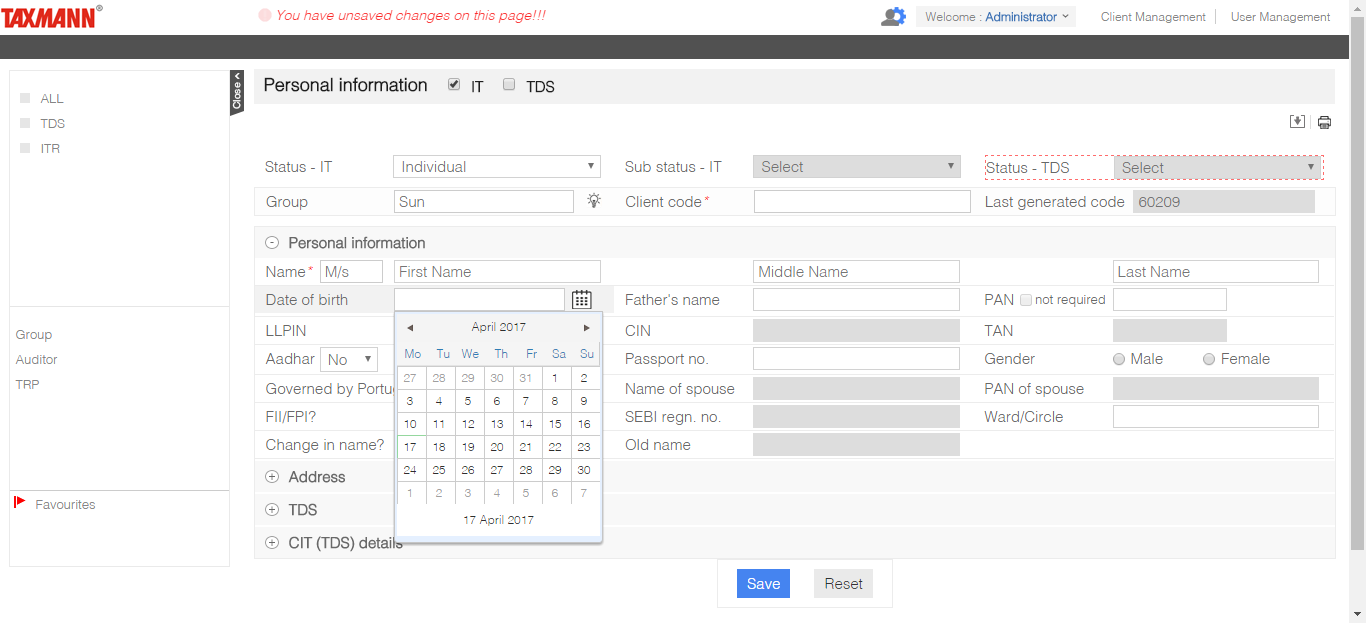 TAXMANN®
You have unsaved changes on this page!!!
Welcome : Administrator
Client Management
User Management
Close
ALL
TDS
ITR
Group
Auditor
TRP
Favourites
Personal information IT TDS
Status - IT Individual Sub status - IT Select Status - TDS Select
Group Sun Client code* Last generated code 60209
- Personal information
Name* M/s First Name Middle Name Last Name
Date of birth Father's name PAN not required
LLPIN CIN TAN
Aadhar No Passport no. Gender Male Female
Governed by Portu Name of spouse PAN of spouse
FII/FPI? SEBI regn. no. Ward/Circle
Change in name? Old name
+ Address
+ TDS
+ CIT (TDS) details
April 2017
Mo Tu We Th Fr Sa Su
27 28 29 30 31 1 2
3 4 5 6 7 8 9
10 11 12 13 14 15 16
17 18 19 20 21 22 23
24 25 26 27 28 29 30
1 2 3 4 5 6 7
17 April 2017
Save Reset